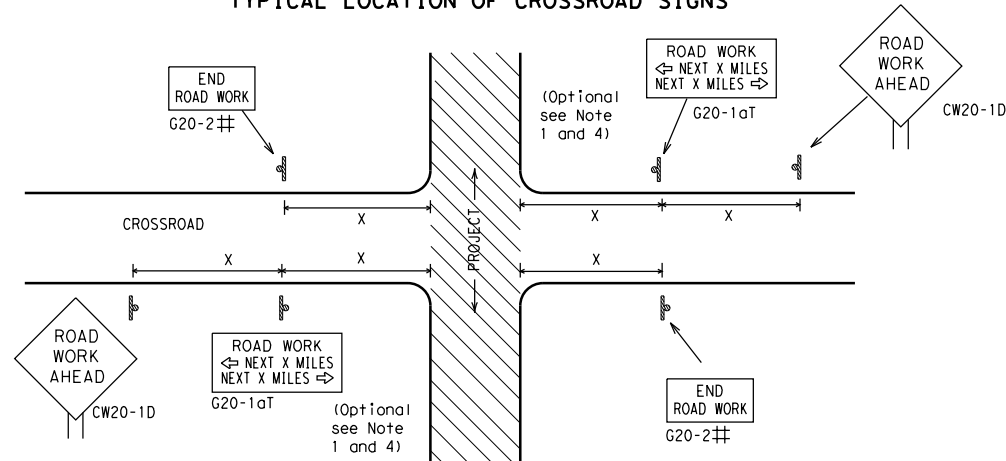 TYPICAL LOCATION OF CROSSROAD SIGNS
ROAD
WORK
AHEAD
CW20-1D
ROAD WORK
⇦ NEXT X MILES
NEXT X MILES ⇨
G20-1aT
(Optional
see Note
1 and 4)
END
ROAD WORK
G20-2#
X
X
X
CROSSROAD
PROJECT
X
X
X
ROAD
WORK
AHEAD
CW20-1D
ROAD WORK
⇦ NEXT X MILES
NEXT X MILES ⇨
G20-1aT
(Optional
see Note
1 and 4)
END
ROAD WORK
G20-2#